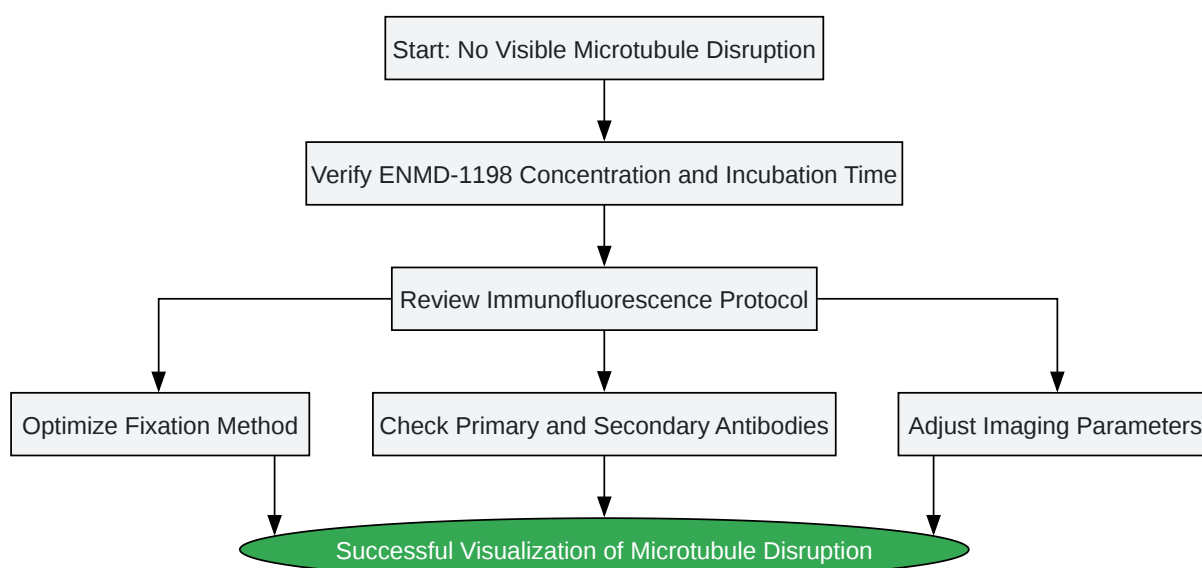 Start: No Visible Microtubule Disruption
Verify ENMD-1198 Concentration and Incubation Time
Review Immunofluorescence Protocol
Optimize Fixation Method
Check Primary and Secondary Antibodies
Adjust Imaging Parameters
Successful Visualization of Microtubule Disruption